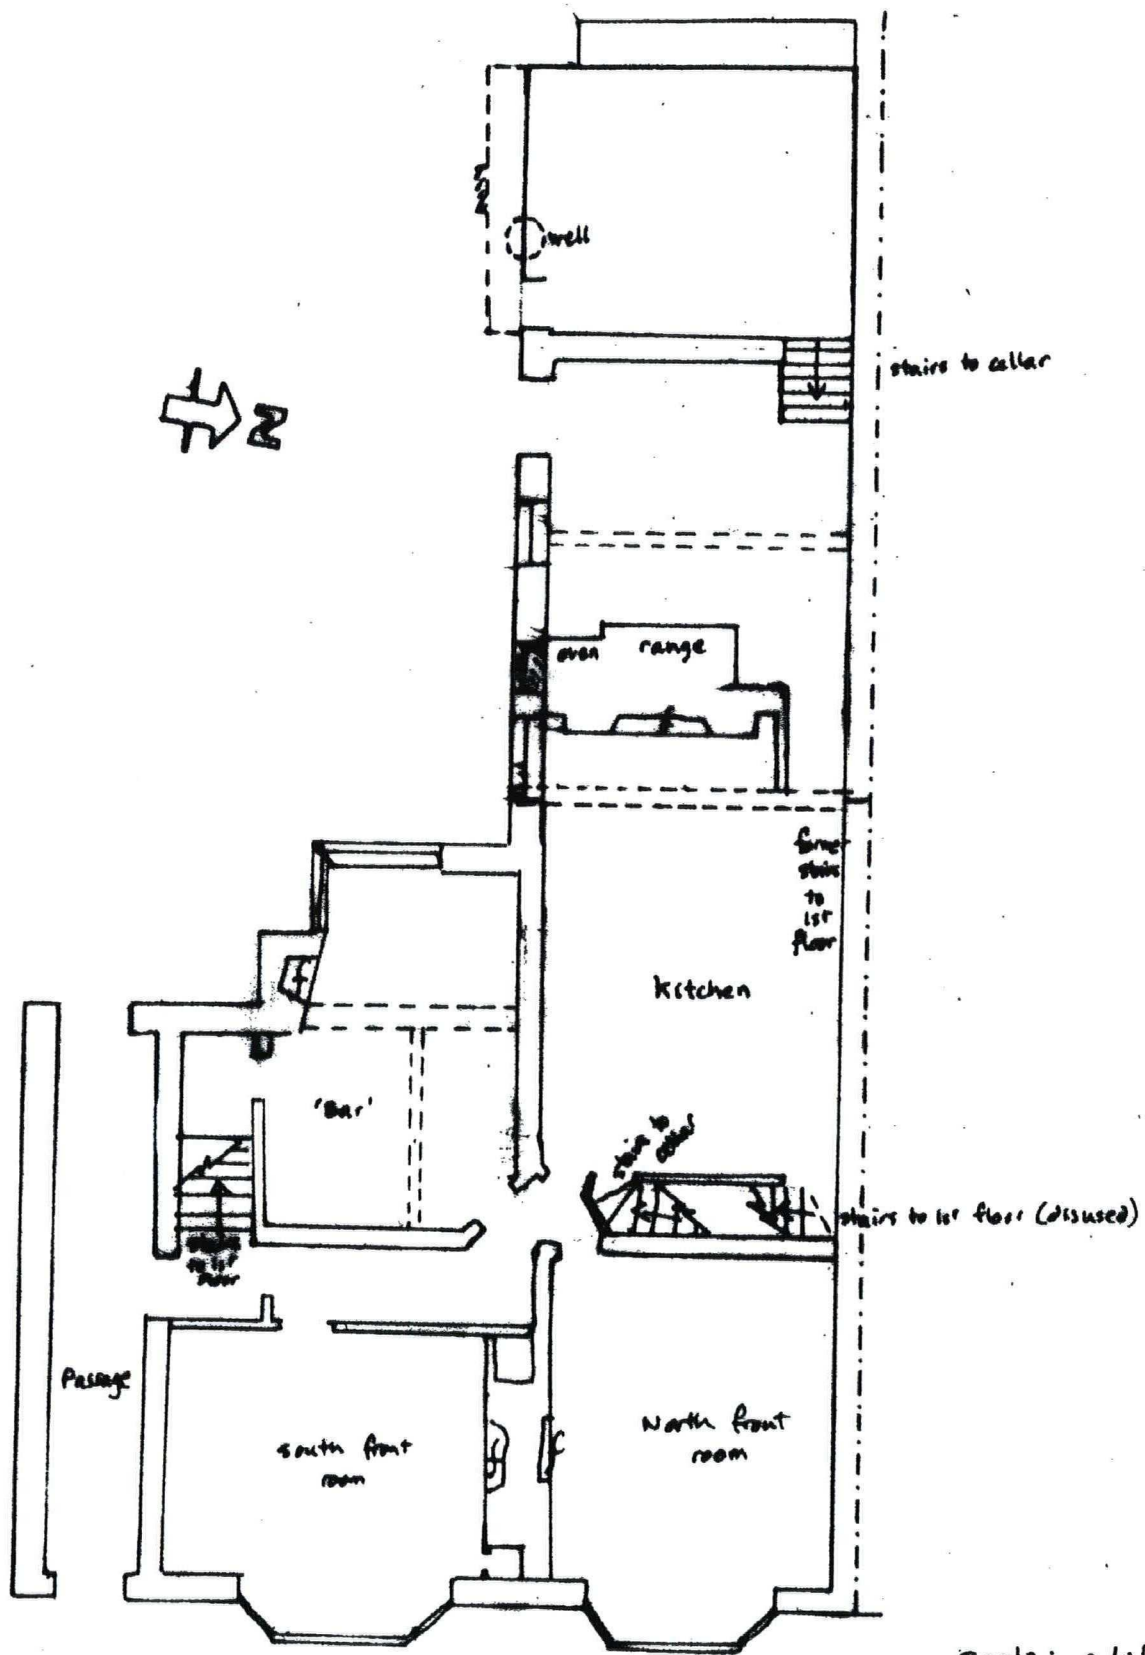 well
stairs to cellar
N
oven
range
former
stairs
to
1st
floor
kitchen
'Bar'
stairs to
cellar
stairs to 1st floor (disused)
stairs
to 1st
floor
Passage
south front
room
f
f
North front
room